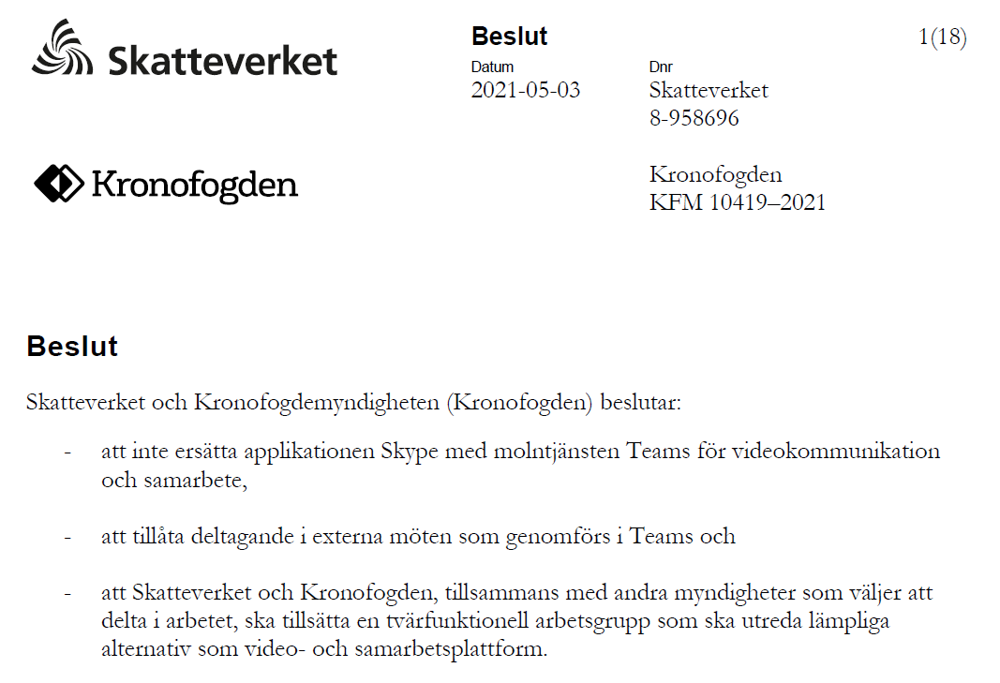 Skatteverket
Beslut
1(18)
Datum
Dnr
2021-05-03
Skatteverket
8-958696
Kronofogden
Kronofogden
KFM 10419–2021
Beslut
Skatteverket och Kronofogdemyndigheten (Kronofogden) beslutar:
- att inte ersätta applikationen Skype med molntjänsten Teams för videokommunikation
och samarbete,
- att tillåta deltagande i externa möten som genomförs i Teams och
- att Skatteverket och Kronofogden, tillsammans med andra myndigheter som väljer att
delta i arbetet, ska tillsätta en tvärfunktionell arbetsgrupp som ska utreda lämpliga
alternativ som video- och samarbetsplattform.